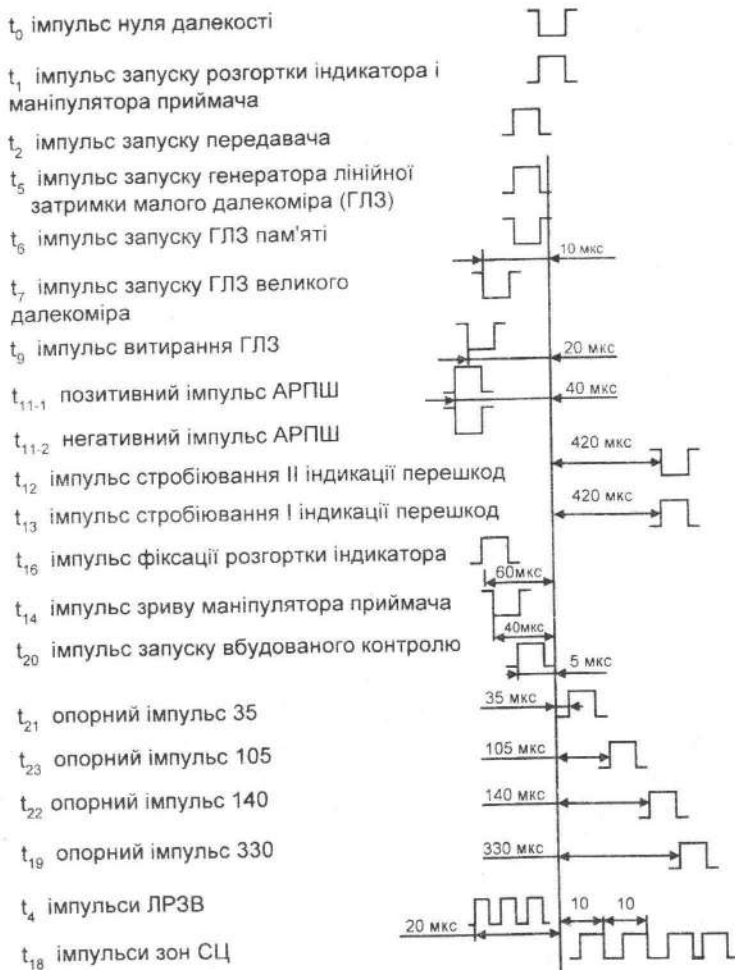 t0 імпульс нуля далекості
t1 імпульс запуску розгортки індикатора і
маніпулятора приймача
t2 імпульс запуску передавача
t5 імпульс запуску генератора лінійної
затримки малого далекоміра (ГЛЗ)
t6 імпульс запуску ГЛЗ пам'яті
10 мкс
t7 імпульс запуску ГЛЗ великого
далекоміра
t9 імпульс витирання ГЛЗ
20 мкс
t11-1 позитивний імпульс АРПШ
40 мкс
t11-2 негативний імпульс АРПШ
420 мкс
t12 імпульс стробіювання II індикації перешкод
420 мкс
t13 імпульс стробіювання I індикації перешкод
t16 імпульс фіксації розгортки індикатора
60мкс
t14 імпульс зриву маніпулятора приймача
40мкс
t20 імпульс запуску вбудованого контролю
5 мкс
35 мкс
t21 опорний імпульс 35
t23 опорний імпульс 105
105 мкс
t22 опорний імпульс 140
140 мкс
t19 опорний імпульс 330
330 мкс
t4 імпульси ЛРЗВ
10 10
20 мкс
t18 імпульси зон СЦ